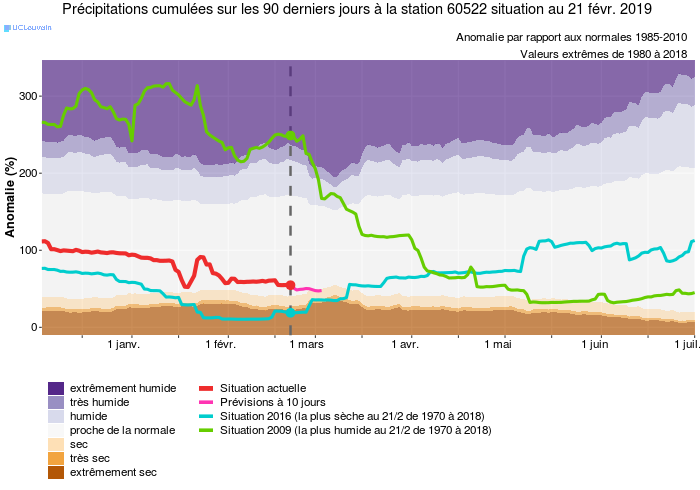 Précipitations cumulées sur les 90 derniers jours à la station 60522 situation au 21 févr. 2019
UCLouvain
Anomalie par rapport aux normales 1985-2010
Valeurs extrêmes de 1980 à 2018
Anomalie (%)
300
200
100
0
1 janv.
1 févr.
1 mars
1 avr.
1 mai
1 juin
1 juil.
extrêmement humide
très humide
humide
proche de la normale
sec
très sec
extrêmement sec
Situation actuelle
Prévisions à 10 jours
Situation 2016 (la plus sèche au 21/2 de 1970 à 2018)
Situation 2009 (la plus humide au 21/2 de 1970 à 2018)